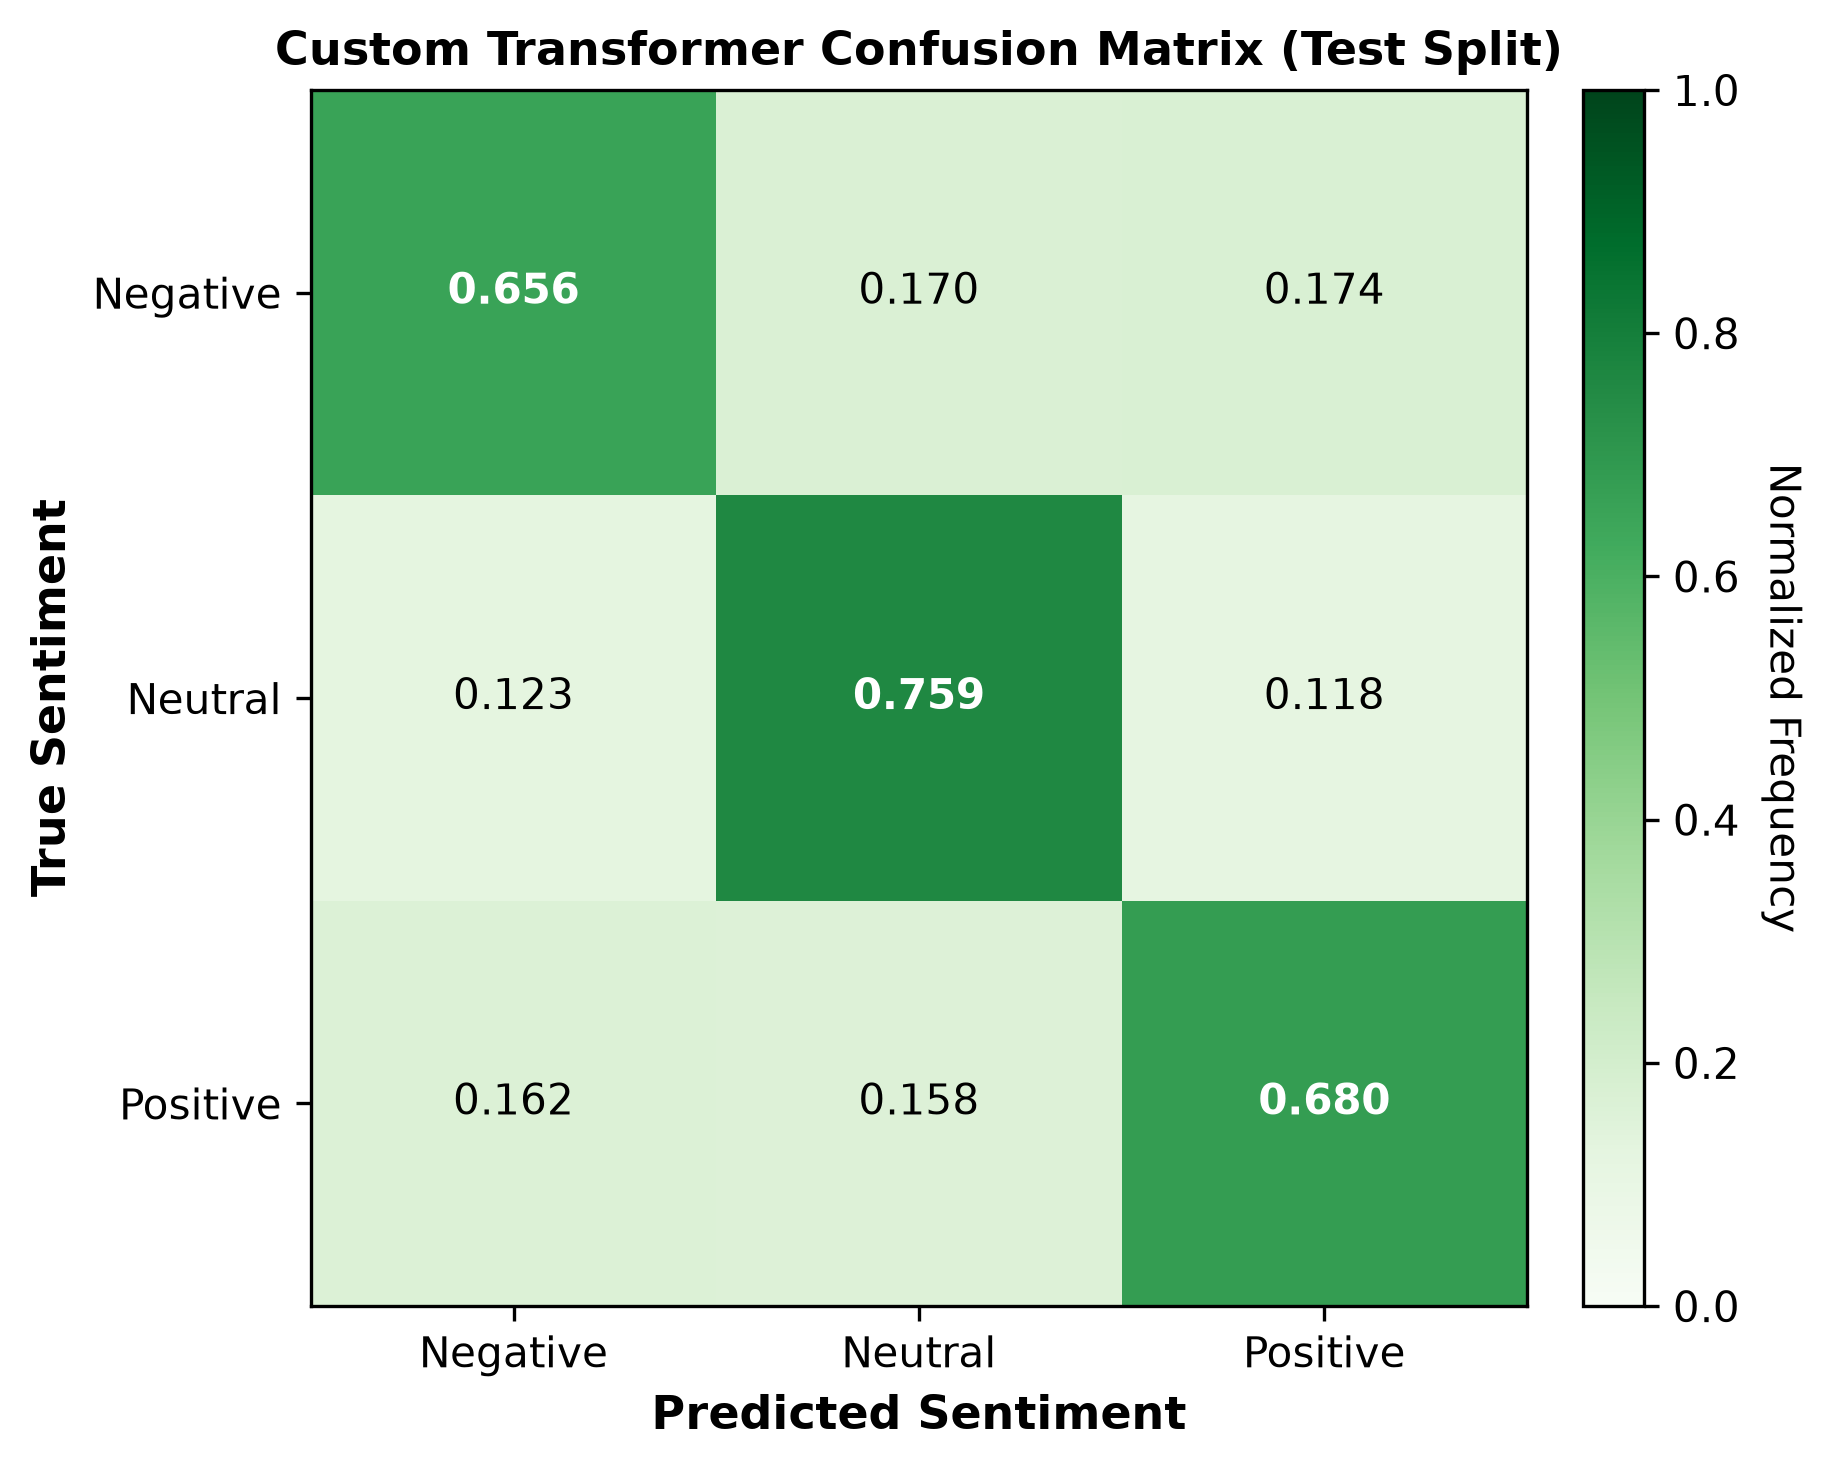 Custom Transformer Confusion Matrix (Test Split)
True Sentiment
Negative
0.656
0.170
0.174
Neutral
0.123
0.759
0.118
Positive
0.162
0.158
0.680
Negative
Neutral
Positive
Predicted Sentiment
1.0
0.8
0.6
0.4
0.2
0.0
Normalized Frequency